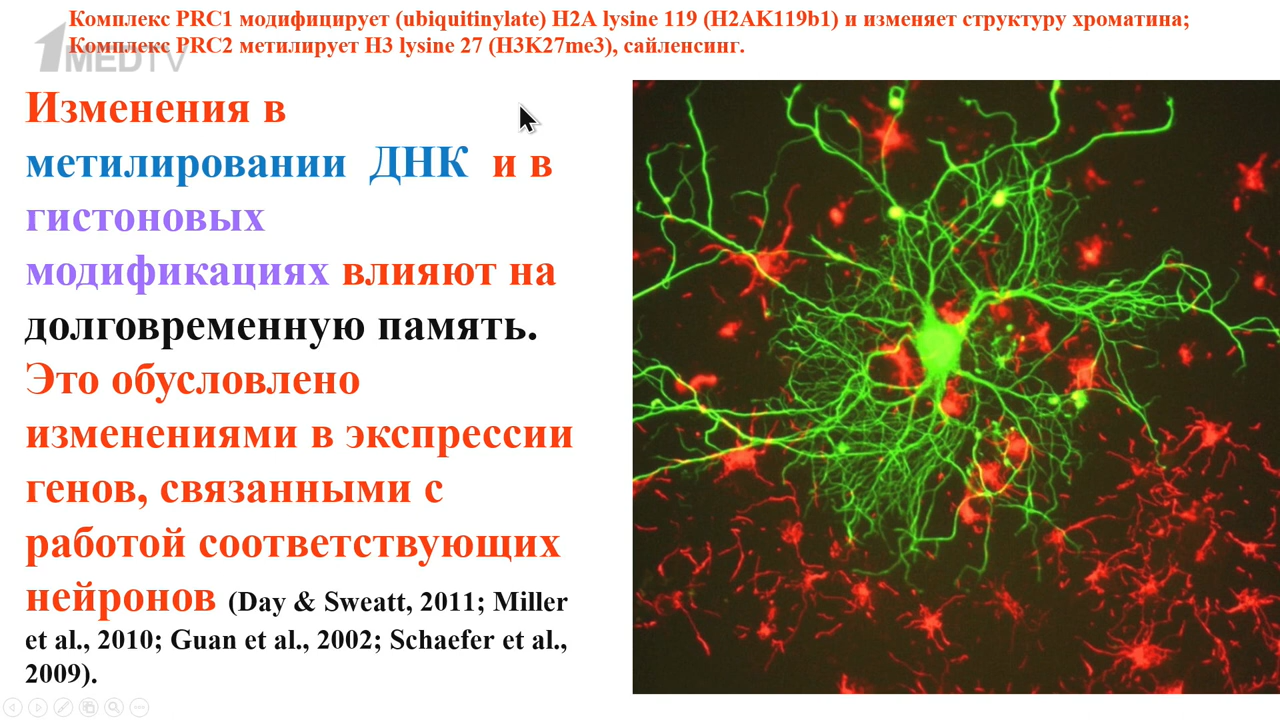 Комплекс PRC1 модифицирует (ubiquitinylate) H2A lysine 119 (H2AK119b1) и изменяет структуру хроматина;
Комплекс PRC2 метилирует H3 lysine 27 (H3K27me3), сайленсинг.
1MEDTV
Изменения в
метилировании ДНК и в
гистоновых
модификациях влияют на
долговременную память.
Это обусловлено
изменениями в экспрессии
генов, связанными с
работой соответствующих
нейронов (Day & Sweatt, 2011; Miller
et al., 2010; Guan et al., 2002; Schaefer et al.,
2009).